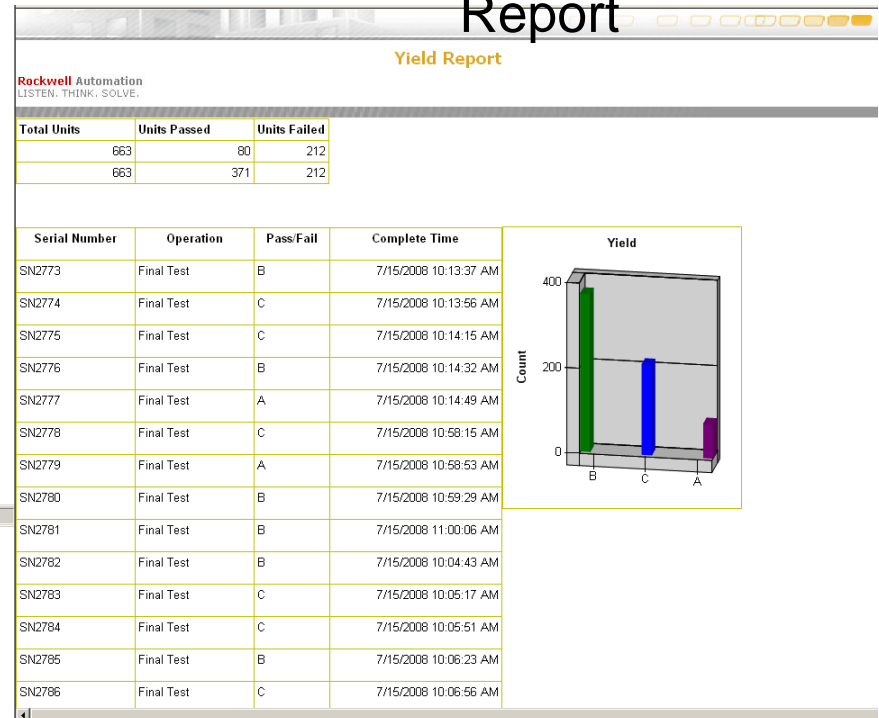 Report
Yield Report
Rockwell Automation
LISTEN. THINK. SOLVE.
Total Units Units Passed Units Failed
663 80 212
663 371 212
Serial Number Operation Pass/Fail Complete Time
SN2773 Final Test B 7/15/2008 10:13:37 AM
SN2774 Final Test C 7/15/2008 10:13:56 AM
SN2775 Final Test C 7/15/2008 10:14:15 AM
SN2776 Final Test B 7/15/2008 10:14:32 AM
SN2777 Final Test A 7/15/2008 10:14:49 AM
SN2778 Final Test C 7/15/2008 10:58:15 AM
SN2779 Final Test A 7/15/2008 10:58:53 AM
SN2780 Final Test B 7/15/2008 10:59:29 AM
SN2781 Final Test B 7/15/2008 11:00:06 AM
SN2782 Final Test B 7/15/2008 10:04:43 AM
SN2783 Final Test C 7/15/2008 10:05:17 AM
SN2784 Final Test C 7/15/2008 10:05:51 AM
SN2785 Final Test B 7/15/2008 10:06:23 AM
SN2786 Final Test C 7/15/2008 10:06:56 AM
Yield
400
200
0
Count
B C A